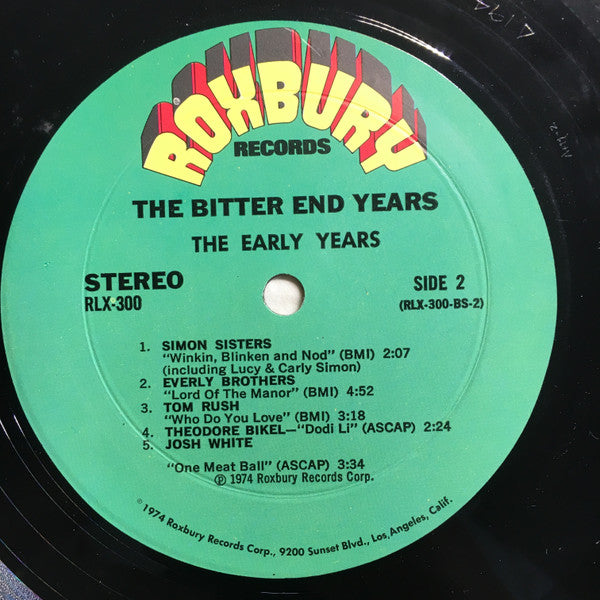 ROXBURY
RECORDS
THE BITTER END YEARS
THE EARLY YEARS
STEREO
RLX-300
SIDE 2
(RLX-300-BS-2)
1. SIMON SISTERS
"Winkin, Blinken and Nod" (BMI) 2:07
(including Lucy & Carly Simon)
2. EVERLY BROTHERS
"Lord Of The Manor" (BMI) 4:52
3. TOM RUSH
"Who Do You Love" (BMI) 3:18
4. THEODORE BIKEL—"Dodi Li" (ASCAP) 2:24
5. JOSH WHITE
"One Meat Ball" (ASCAP) 3:34
℗ 1974 Roxbury Records Corp.
©1974 Roxbury Records Corp., 9200 Sunset Blvd., Los Angeles, Calif.